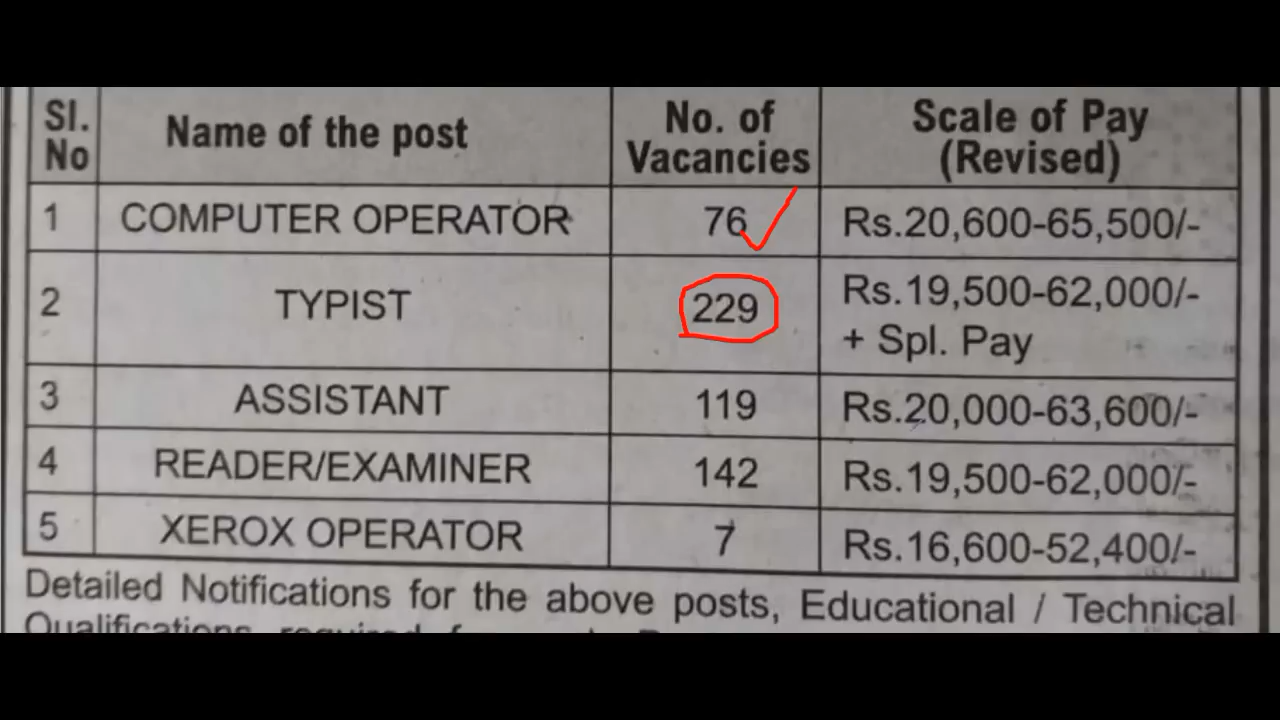 Sl. No | Name of the post | No. of Vacancies | Scale of Pay (Revised)
1 COMPUTER OPERATOR 76 Rs.20,600-65,500/-
2 TYPIST 229 Rs.19,500-62,000/- + Spl. Pay
3 ASSISTANT 119 Rs.20,000-63,600/-
4 READER/EXAMINER 142 Rs.19,500-62,000/-
5 XEROX OPERATOR 7 Rs.16,600-52,400/-
Detailed Notifications for the above posts, Educational / Technical
Qualifications required for